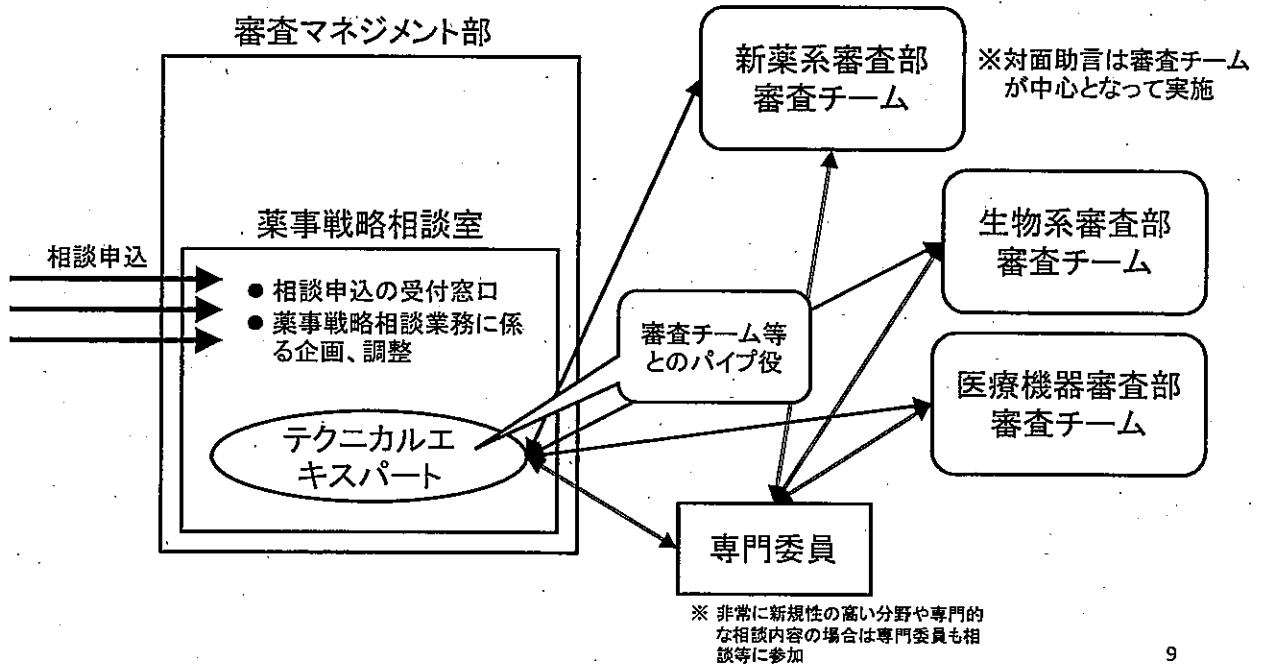 審査マネジメント部
新薬系審査部
審査チーム
※対面助言は審査チーム
が中心となって実施
生物系審査部
審査チーム
薬事戦略相談室
相談申込
● 相談申込の受付窓口
● 薬事戦略相談業務に係
る企画、調整
審査チーム等
とのパイプ役
医療機器審査部
審査チーム
テクニカルエ
キスパート
専門委員
※ 非常に新規性の高い分野や専門的
な相談内容の場合は専門委員も相
談等に参加
9